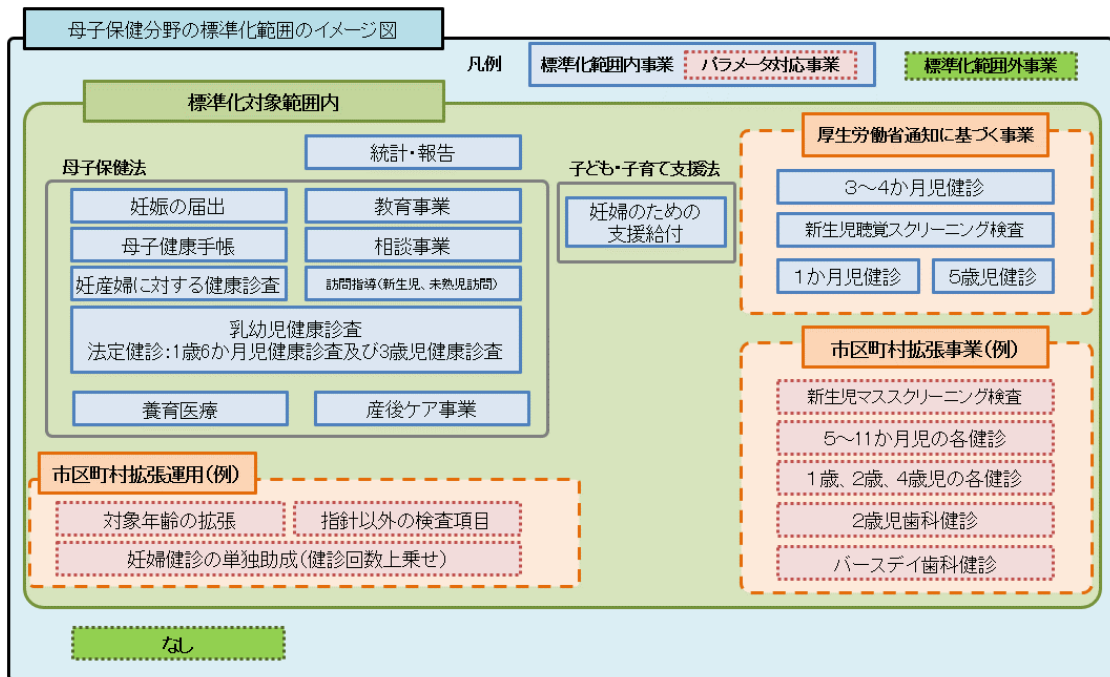 母子保健分野の標準化範囲のイメージ図
凡例
標準化範囲内事業
パラメータ対応事業
標準化範囲外事業
標準化対象範囲内
統計・報告
母子保健法
妊娠の届出
教育事業
母子健康手帳
相談事業
妊産婦に対する健康診査
訪問指導(新生児、未熟児訪問)
乳幼児健康診査
法定健診:1歳6か月児健康診査及び3歳児健康診査
養育医療
産後ケア事業
子ども・子育て支援法
妊婦のための
支援給付
厚生労働省通知に基づく事業
3~4か月児健診
新生児聴覚スクリーニング検査
1か月児健診
5歳児健診
市区町村拡張事業(例)
新生児マススクリーニング検査
5~11か月児の各健診
1歳、2歳、4歳児の各健診
2歳児歯科健診
バースデイ歯科健診
市区町村拡張運用(例)
対象年齢の拡張
指針以外の検査項目
妊婦健診の単独助成(健診回数上乗せ)
なし